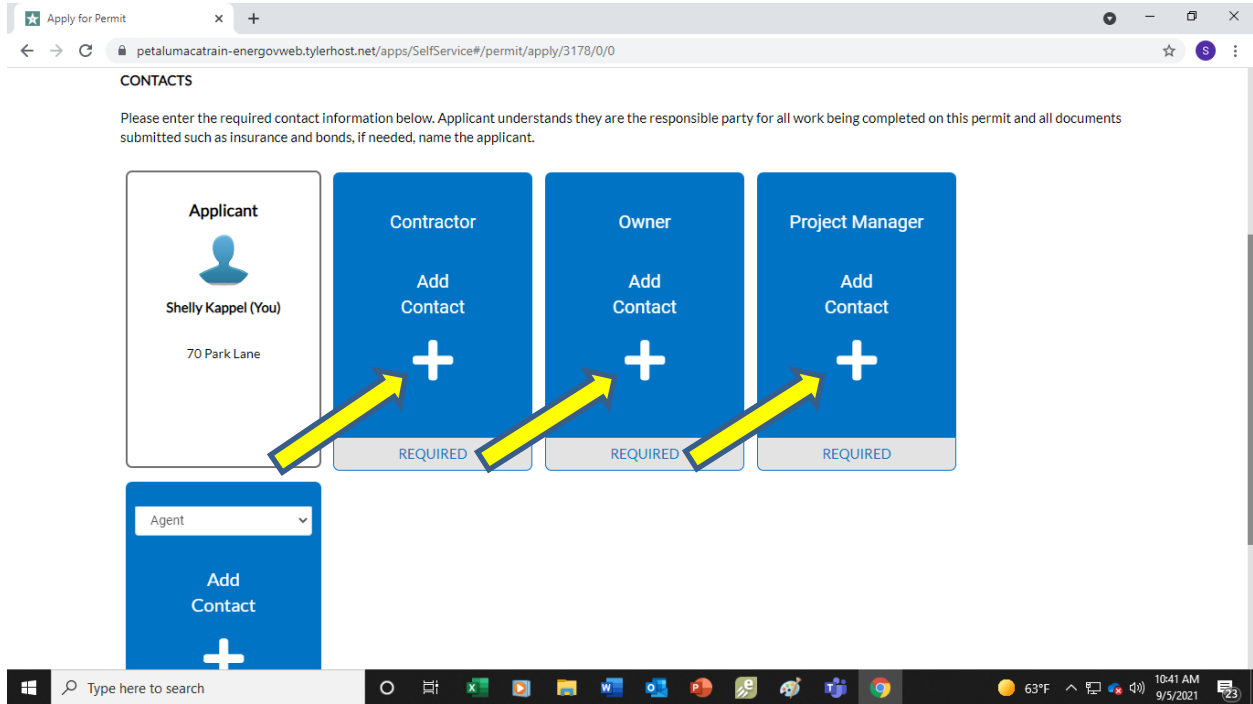 Apply for Permit
petalumacatrain-energovweb.tylerhost.net/apps/SelfService#/permit/apply/3178/0/0
S
CONTACTS
Please enter the required contact information below. Applicant understands they are the responsible party for all work being completed on this permit and all documents
submitted such as insurance and bonds, if needed, name the applicant.
Applicant
Shelly Kappel (You)
70 Park Lane
Contractor
Add
Contact
REQUIRED
Owner
Add
Contact
REQUIRED
Project Manager
Add
Contact
REQUIRED
Agent
Add
Contact
Type here to search
63°F
10:41 AM
9/5/2021
23